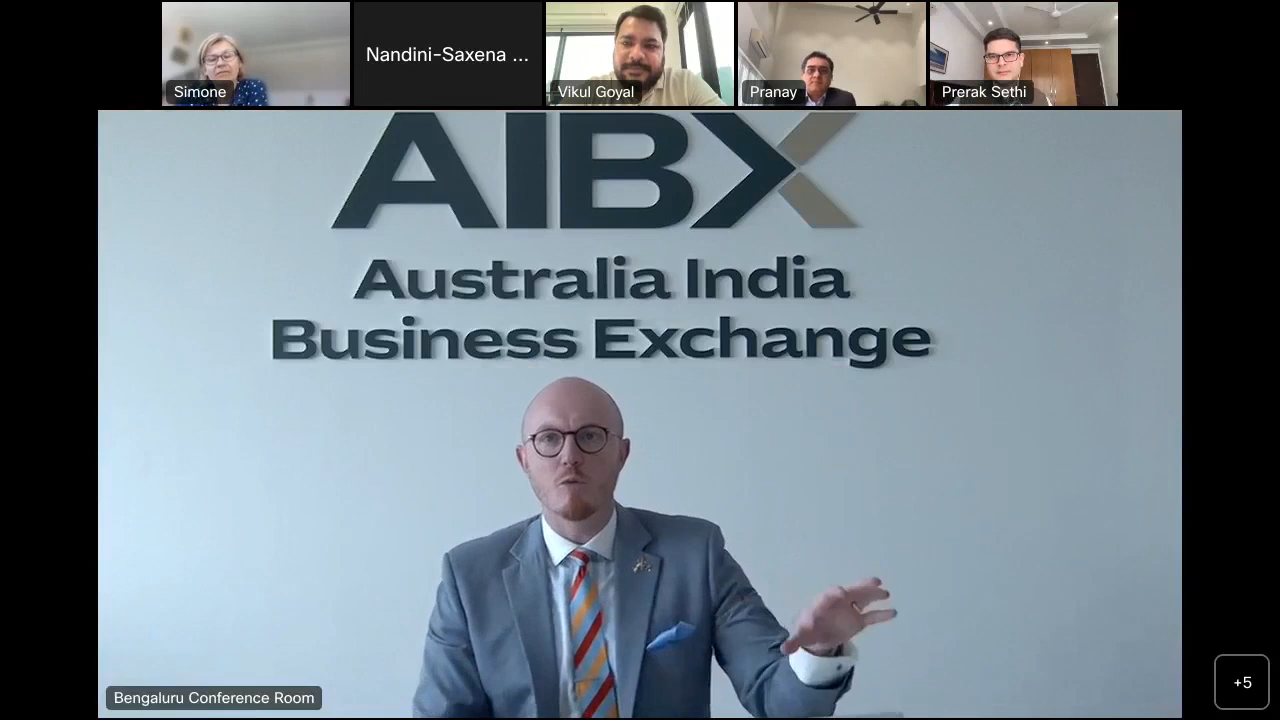 Simone
Nandini-Saxena ...
Vikul Goyal
Pranay
Prerak Sethi
AIBX
Australia India
Business Exchange
Bengaluru Conference Room
+5